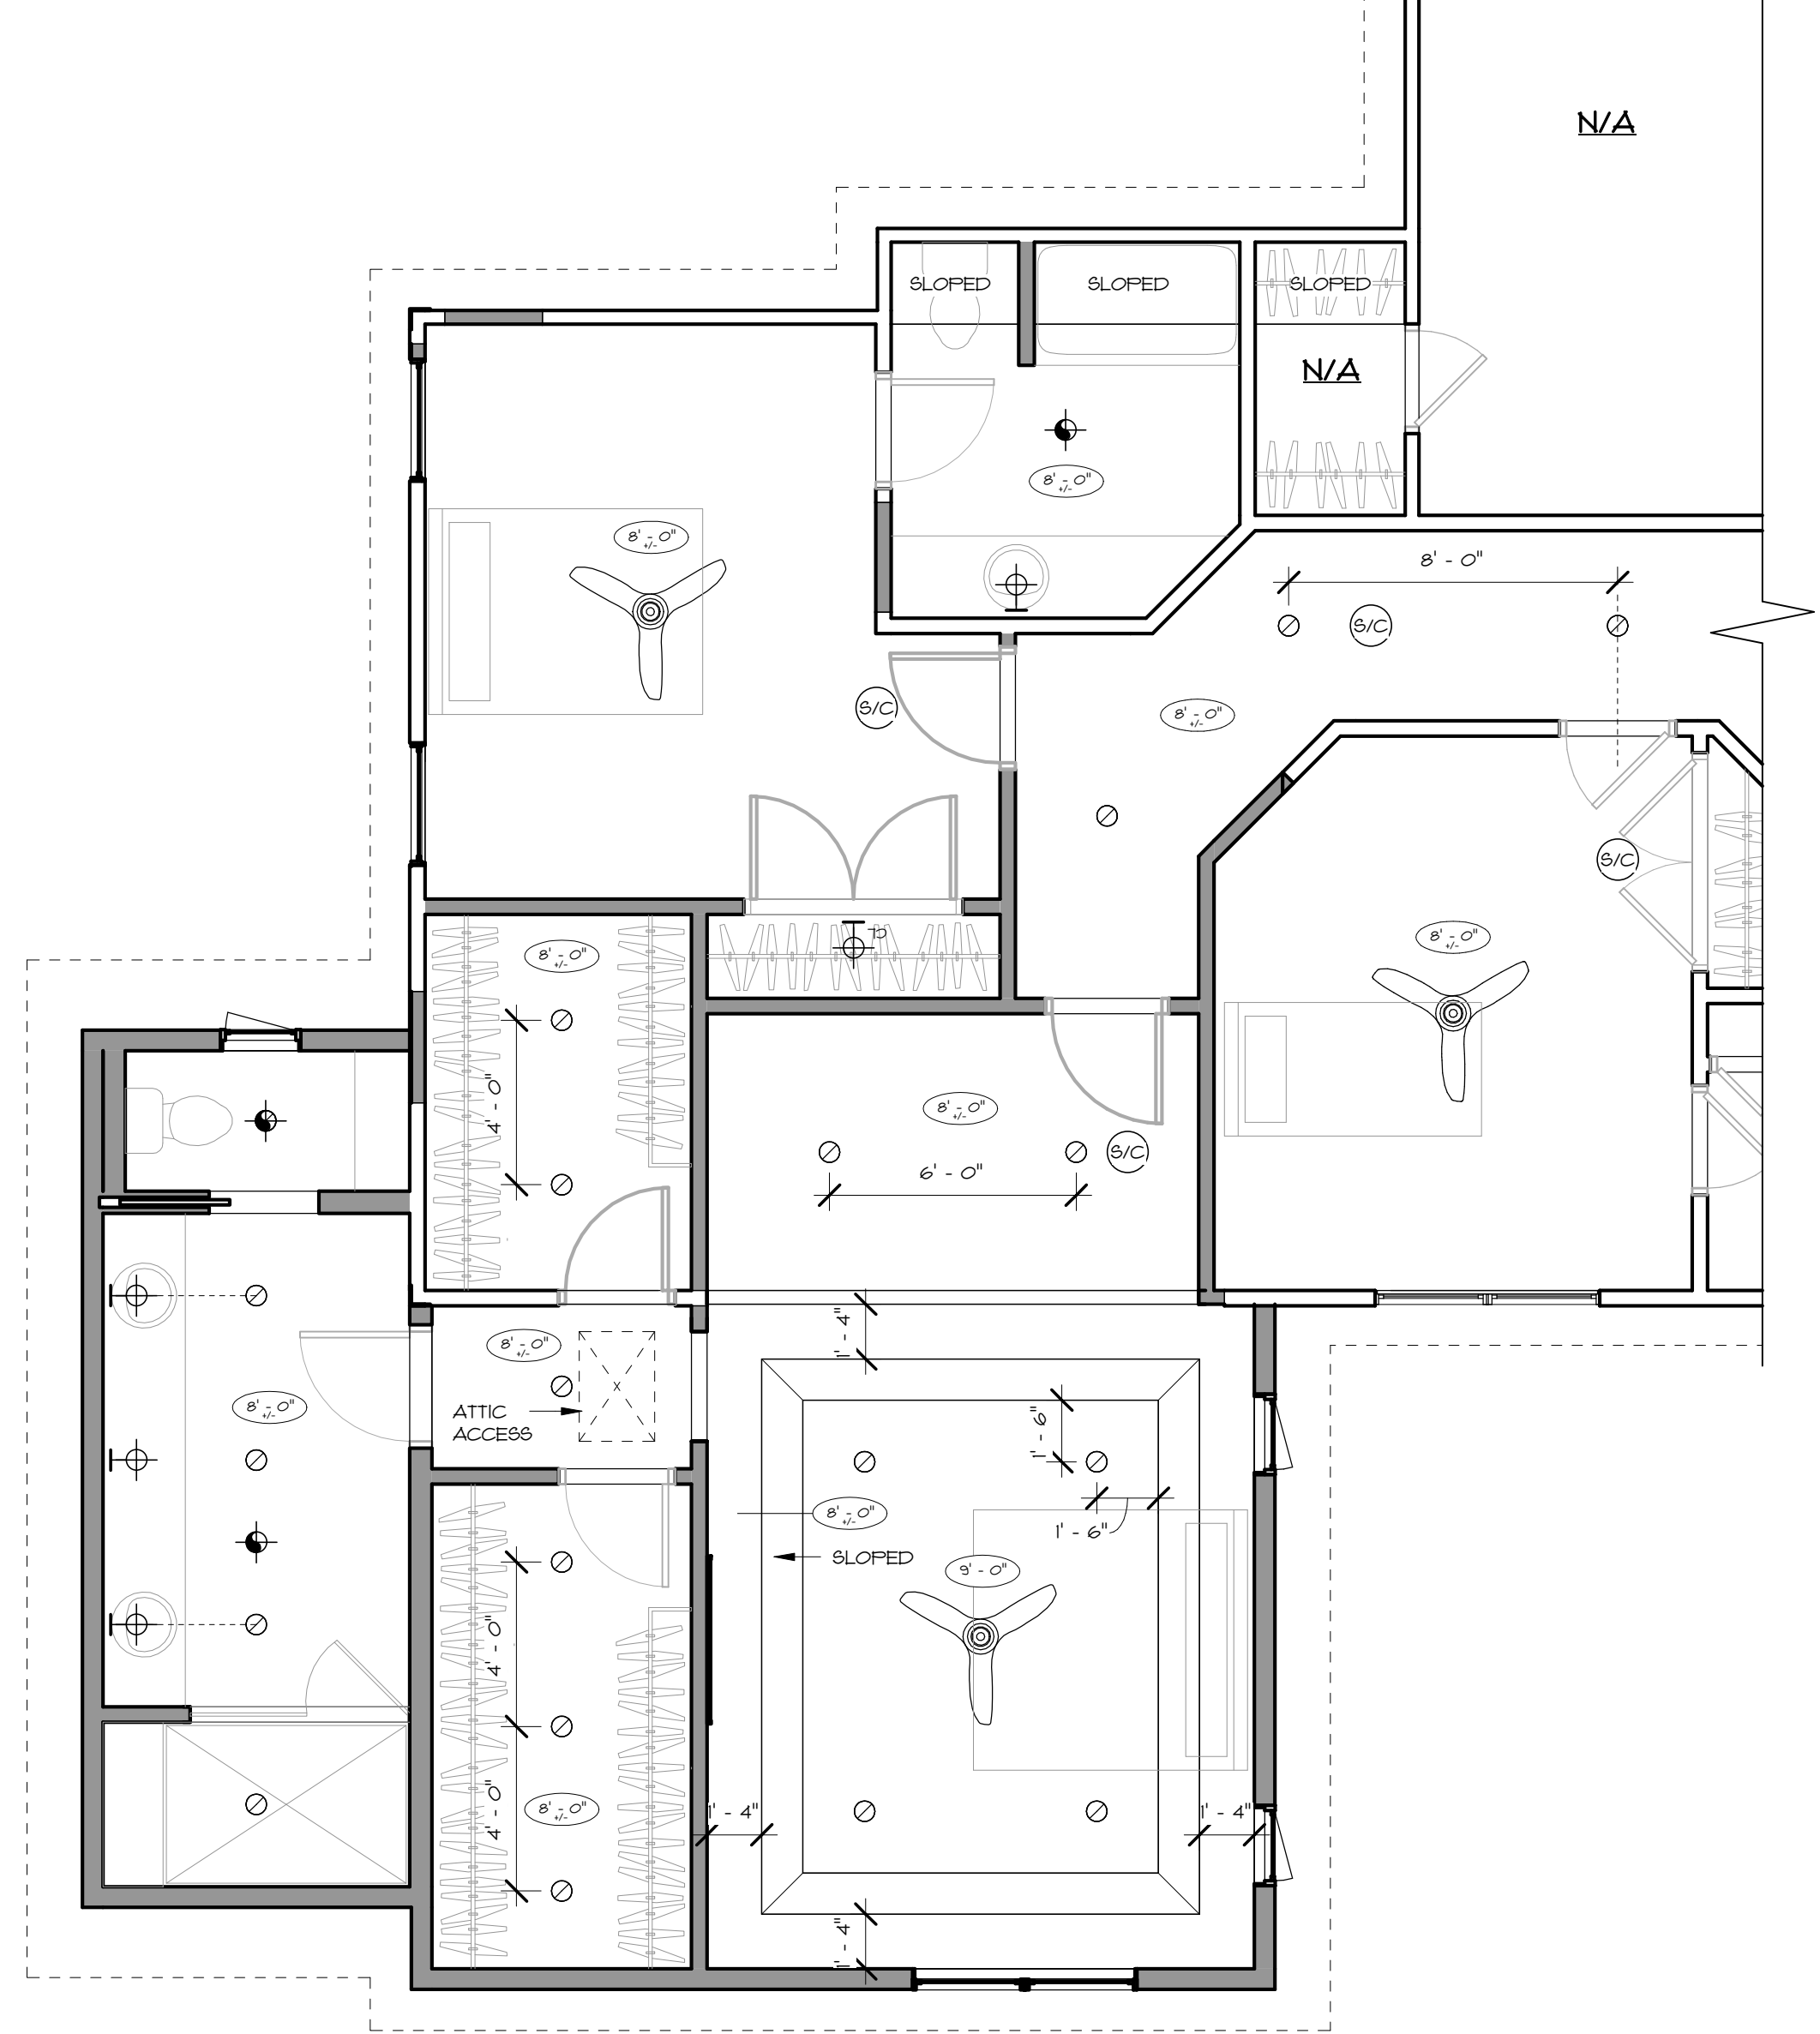 N/A
SLOPED
SLOPED
SLOPED
N/A
8' - 0"
+/-
8' - 0"
+/-
8' - 0"
S/C
S/C
8' - 0"
+/-
S/C
8' - 0"
+/-
CL
8' - 0"
+/-
4' - 0"
8' - 0"
+/-
S/C
6' - 0"
1' - 4"
8' - 0"
+/-
ATTIC
ACCESS
8' - 0"
+/-
1' - 6"
8' - 0"
+/-
1' - 6"
SLOPED
9' - 0"
4' - 0"
4' - 0"
8' - 0"
+/-
1' - 4"
1' - 4"
1' - 4"